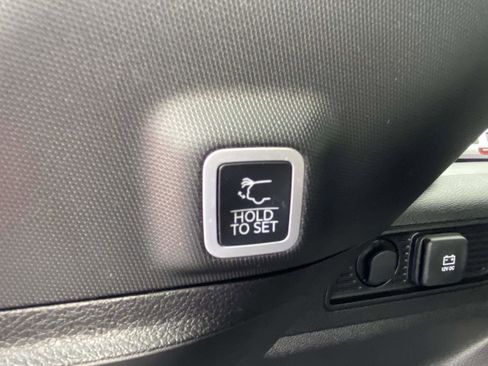 HOLD
TO SET
12V DC